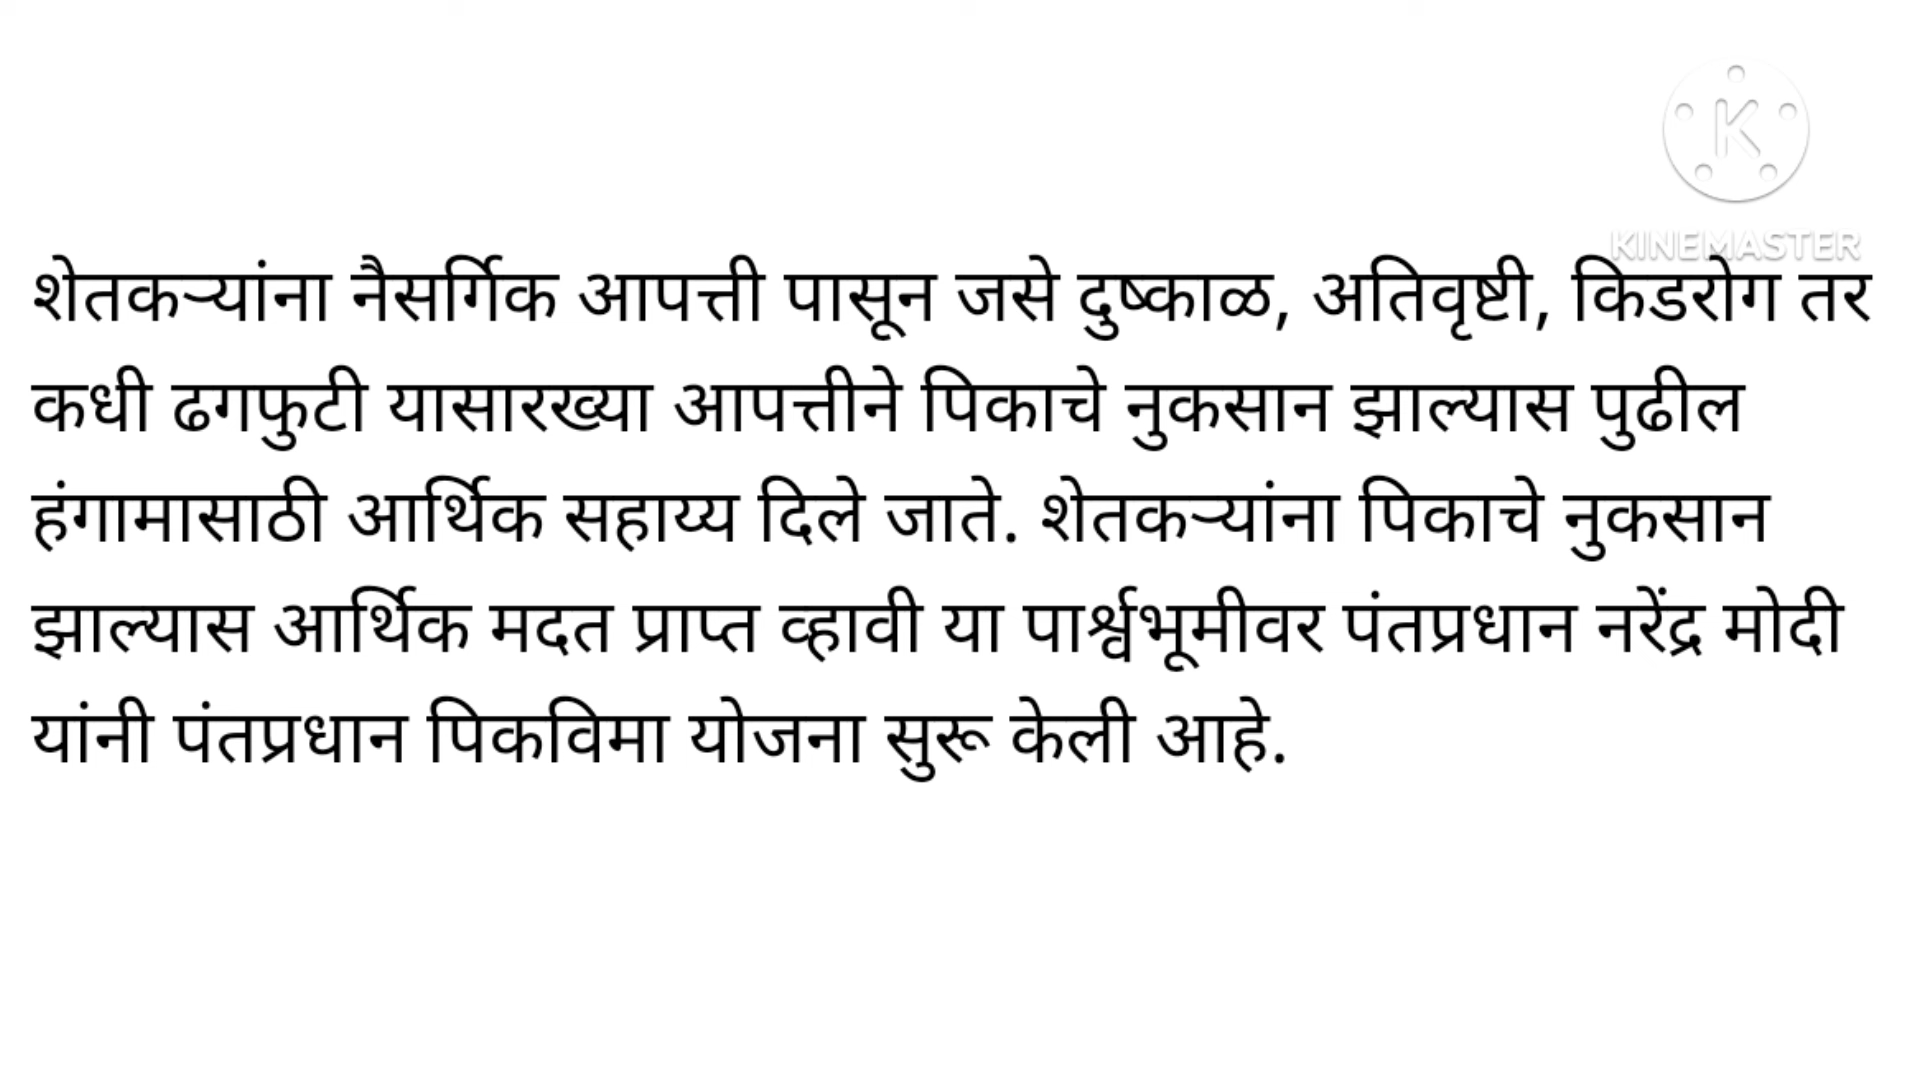 KINEMASTER
शेतकऱ्यांना नैसर्गिक आपत्ती पासून जसे दुष्काळ, अतिवृष्टी, किडरोग तर
कधी ढगफुटी यासारख्या आपत्तीने पिकाचे नुकसान झाल्यास पुढील
हंगामासाठी आर्थिक सहाय्य दिले जाते. शेतकऱ्यांना पिकाचे नुकसान
झाल्यास आर्थिक मदत प्राप्त व्हावी या पार्श्वभूमीवर पंतप्रधान नरेंद्र मोदी
यांनी पंतप्रधान पिकविमा योजना सुरू केली आहे.